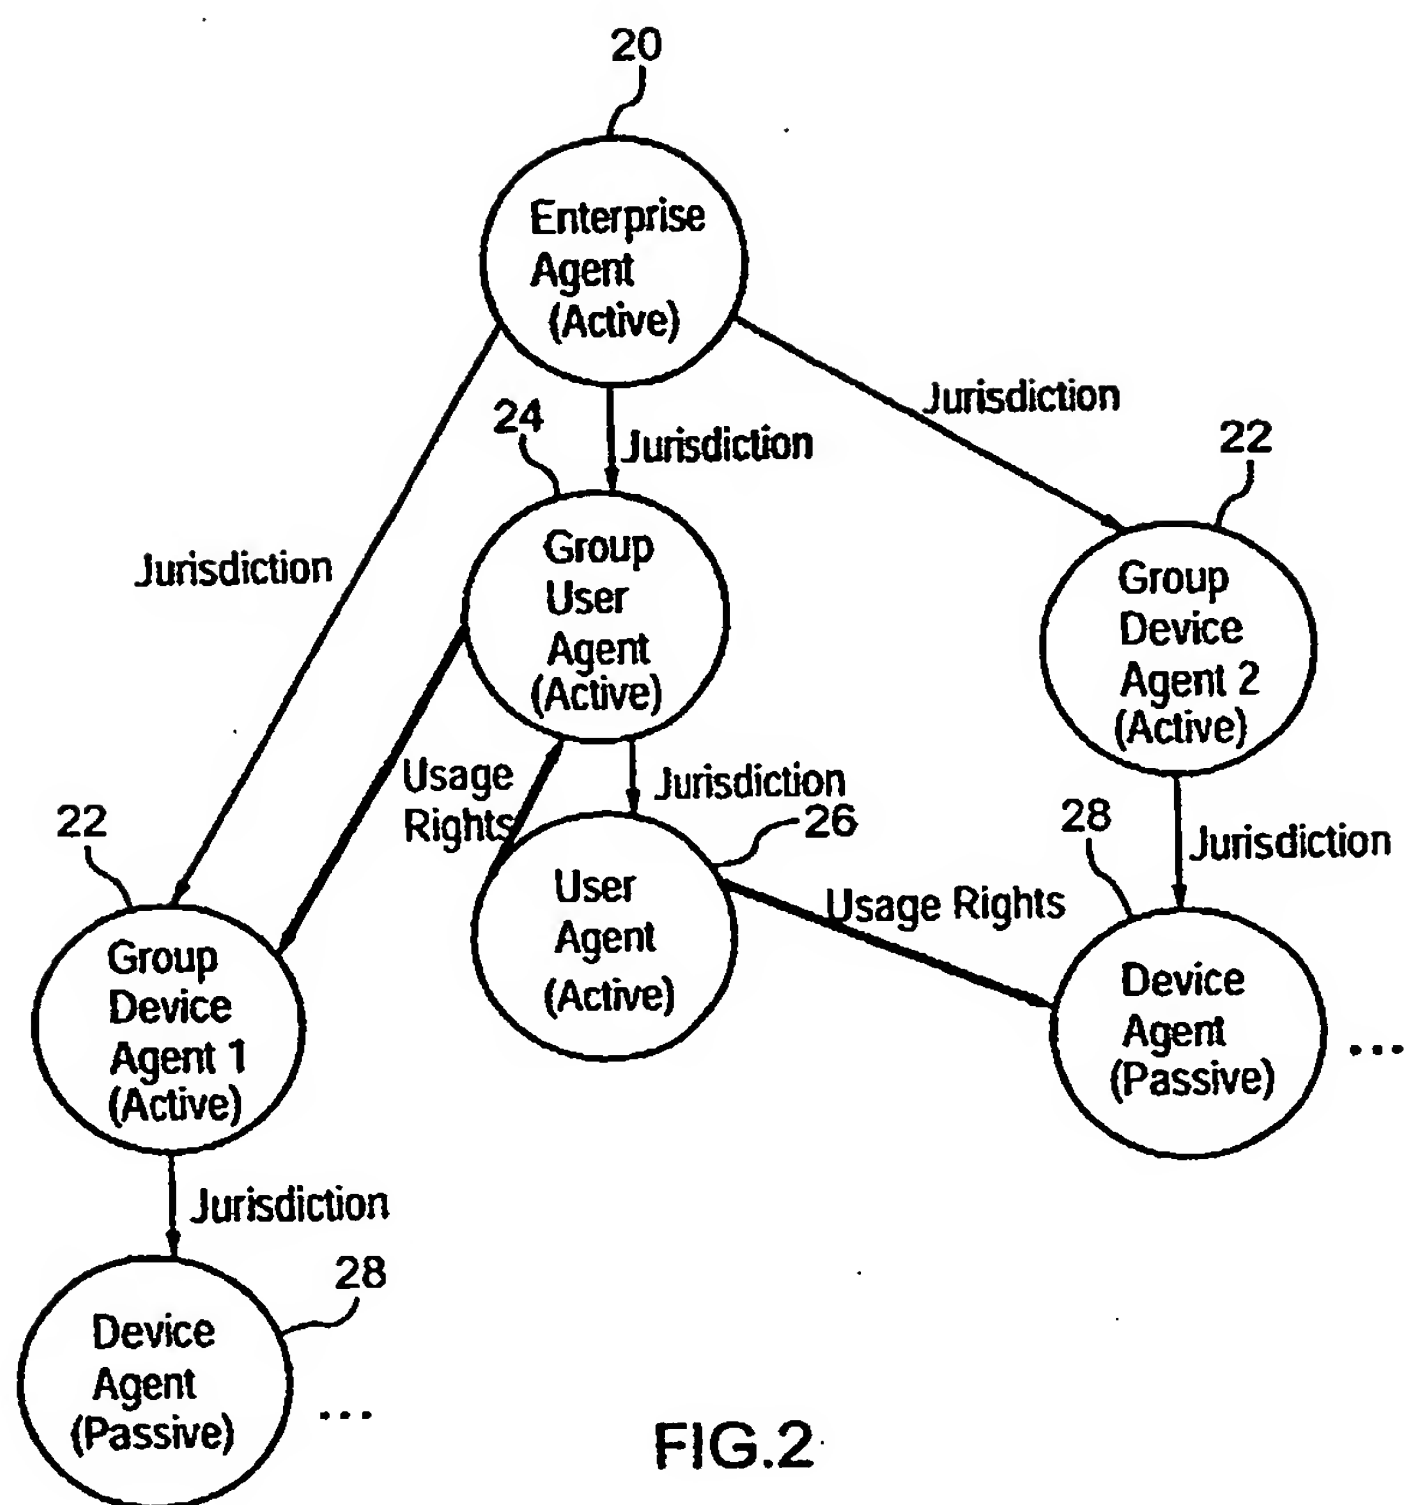 20
Enterprise
Agent
(Active)
Jurisdiction
24
Jurisdiction
22
Jurisdiction
Group
User
Agent
(Active)
Group
Device
Agent 2
(Active)
Usage
Rights
Jurisdiction
26
22
28
Jurisdiction
User
Agent
(Active)
Usage Rights
Group
Device
Agent 1
(Active)
Device
Agent
(Passive)
...
Jurisdiction
28
Device
Agent
(Passive)
...
FIG.2